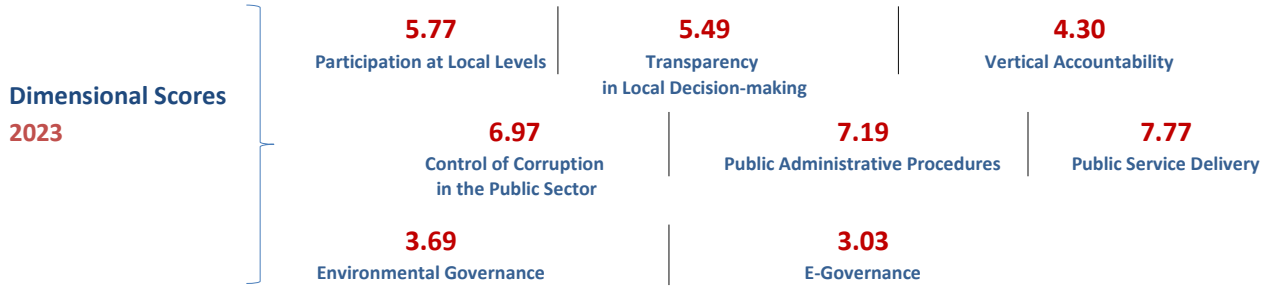 Dimensional Scores
2023
5.77
Participation at Local Levels
5.49
Transparency
in Local Decision-making
4.30
Vertical Accountability
6.97
Control of Corruption
in the Public Sector
7.19
Public Administrative Procedures
7.77
Public Service Delivery
3.69
Environmental Governance
3.03
E-Governance